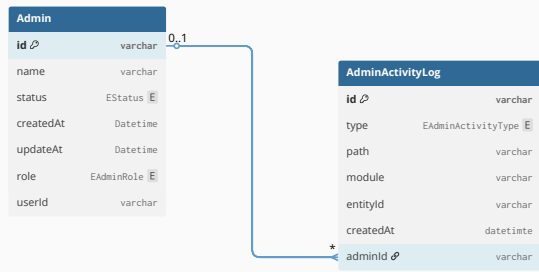 Admin
id varchar
name varchar
status EStatus E
createdAt Datetime
updateAt Datetime
role EAdminRole E
userId varchar
0..1
AdminActivityLog
id varchar
type EAdminActivityType E
path varchar
module varchar
entityId varchar
createdAt datetimte
*
adminId varchar